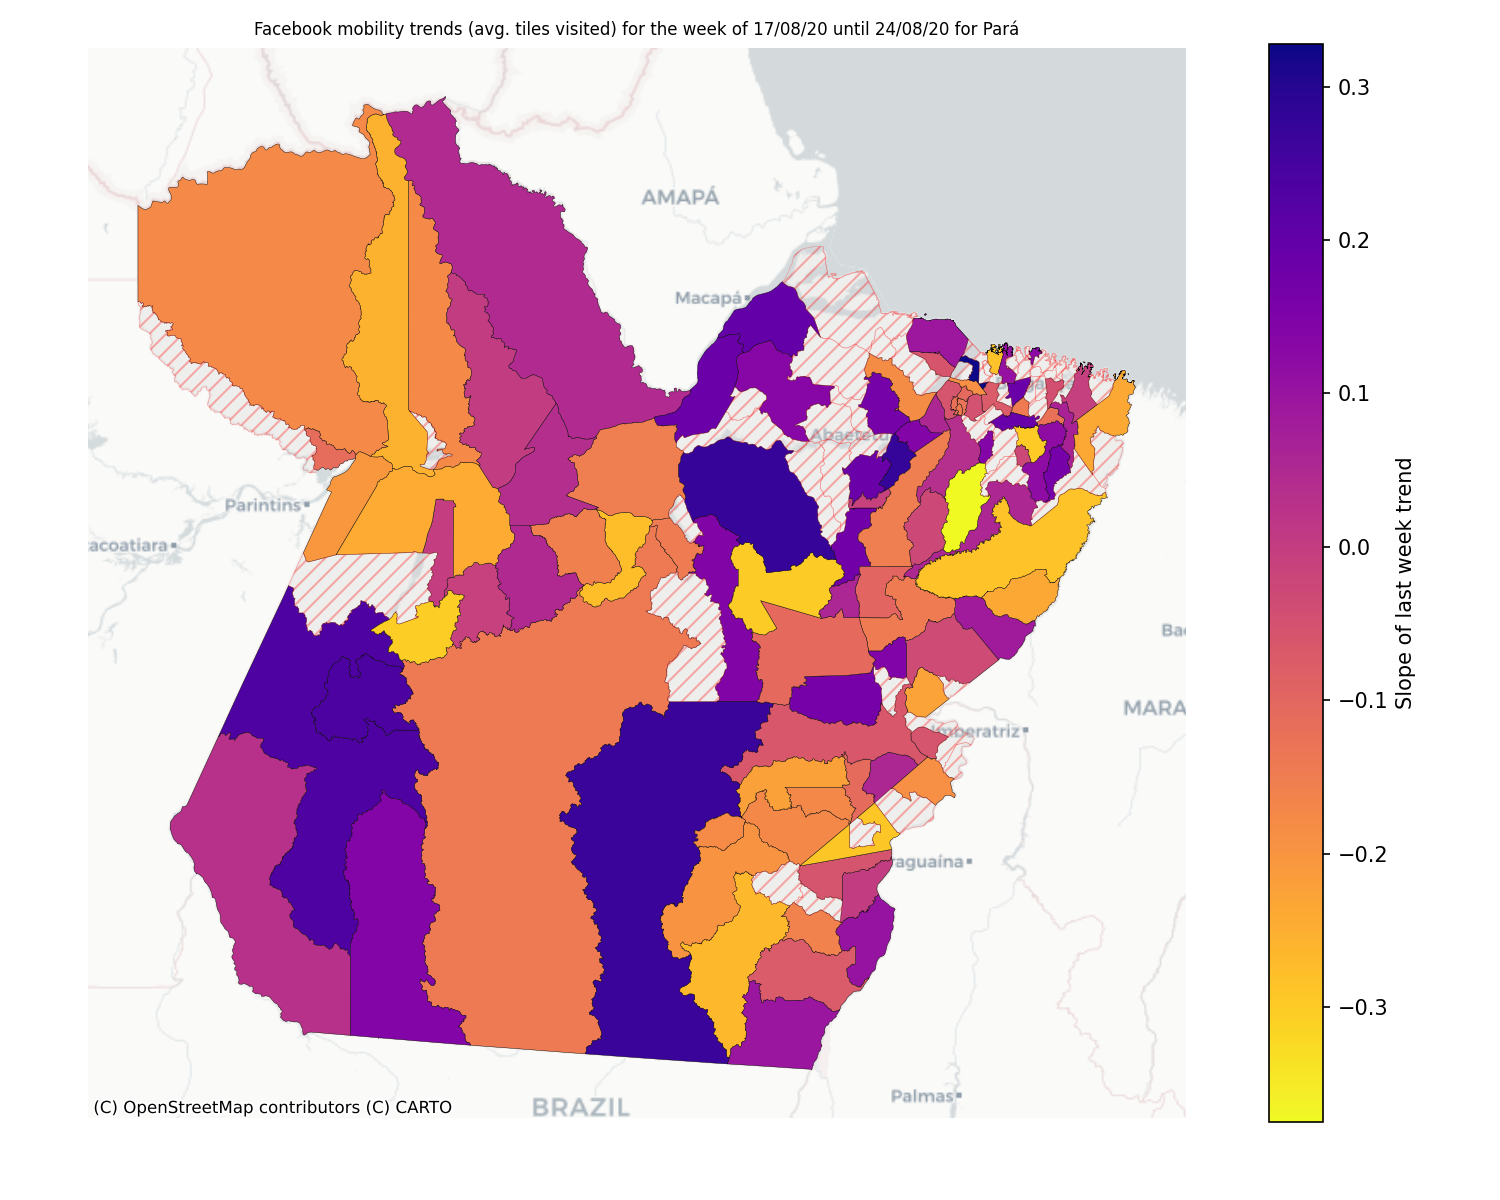 Facebook mobility trends (avg. tiles visited) for the week of 17/08/20 until 24/08/20 for Pará
AMAPÁ
Macapá
Abaetetu
Parintins
acoatiara
Bac
MARA
Imperatriz
raguaína
Palmas
BRAZIL
(C) OpenStreetMap contributors (C) CARTO
0.3
0.2
0.1
0.0
−0.1
−0.2
−0.3
Slope of last week trend